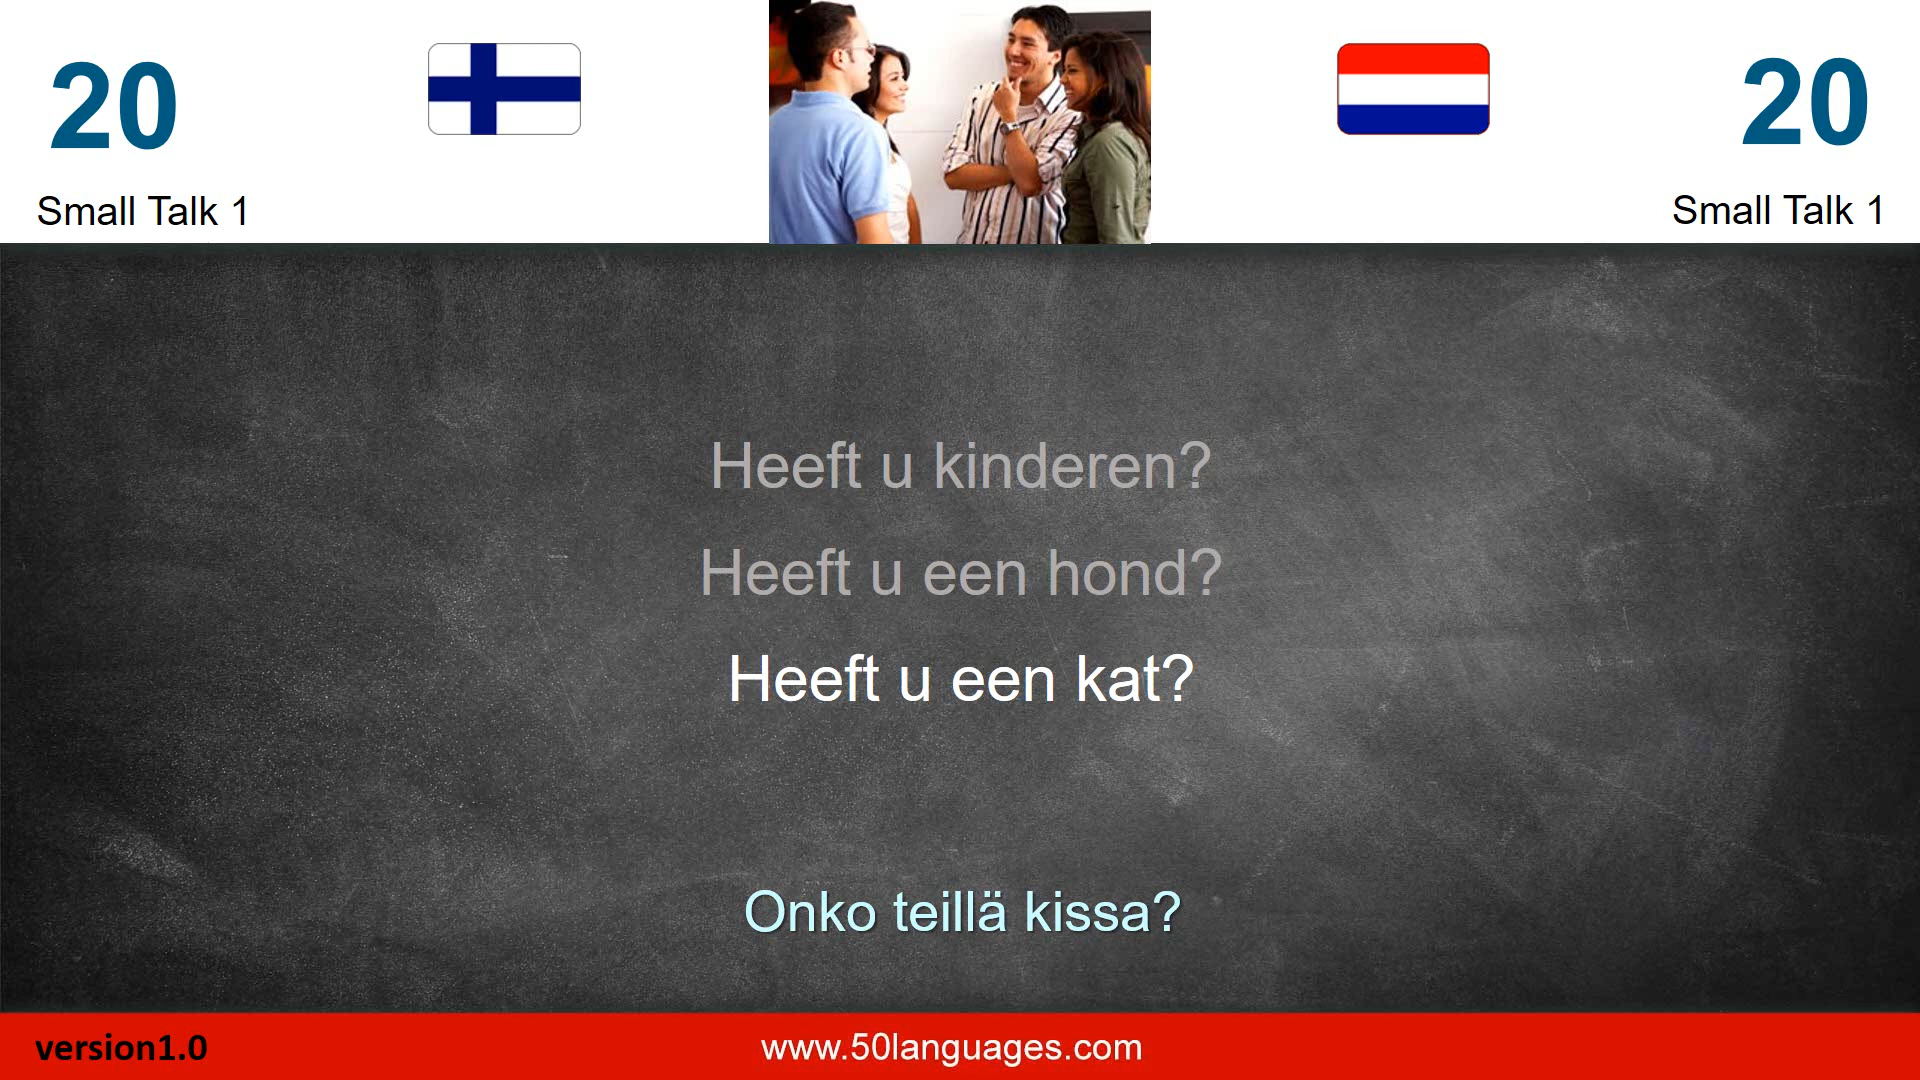 20
20
Small Talk 1
Small Talk 1
Heeft u kinderen?
Heeft u een hond?
Heeft u een kat?
Onko teillä kissa?
version1.0
www.50languages.com